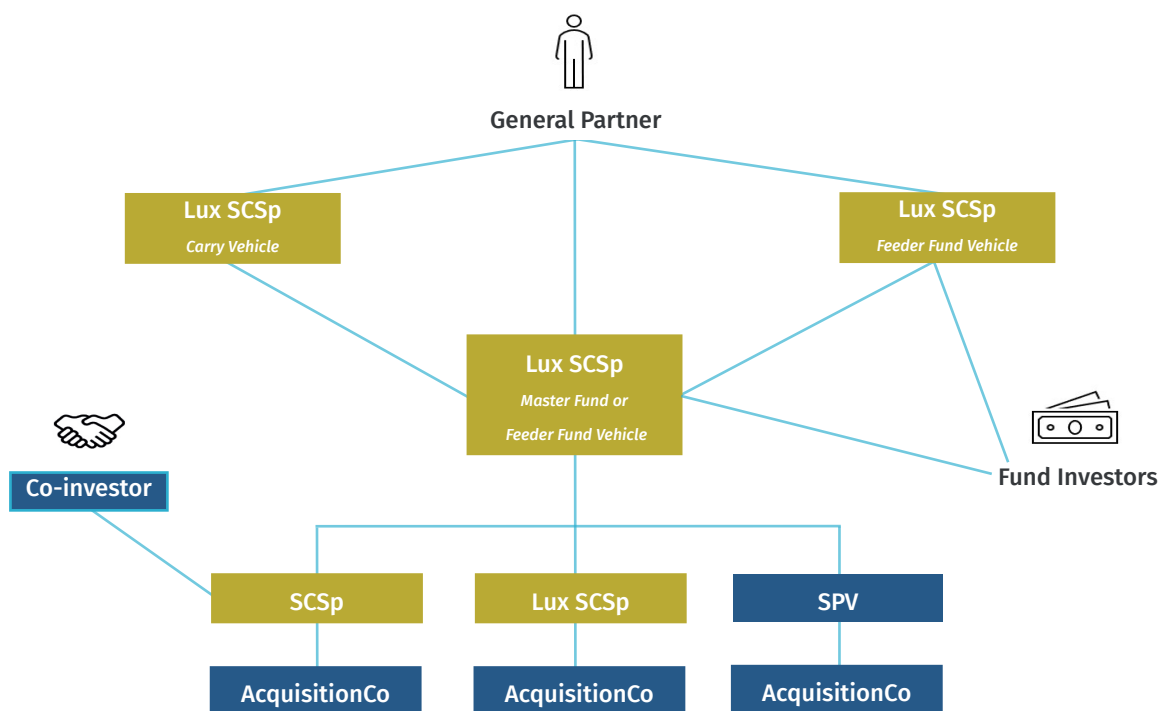 General Partner
Lux SCSp
Carry Vehicle
Lux SCSp
Feeder Fund Vehicle
Lux SCSp
Master Fund or
Feeder Fund Vehicle
Co-investor
Fund Investors
SCSp
Lux SCSp
SPV
AcquisitionCo
AcquisitionCo
AcquisitionCo